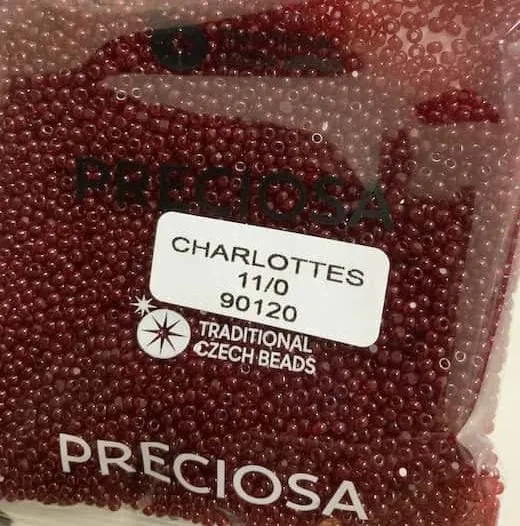 PRECIOSA
CHARLOTTES
11/0
90120
TRADITIONAL
CZECH BEADS
PRECIOSA